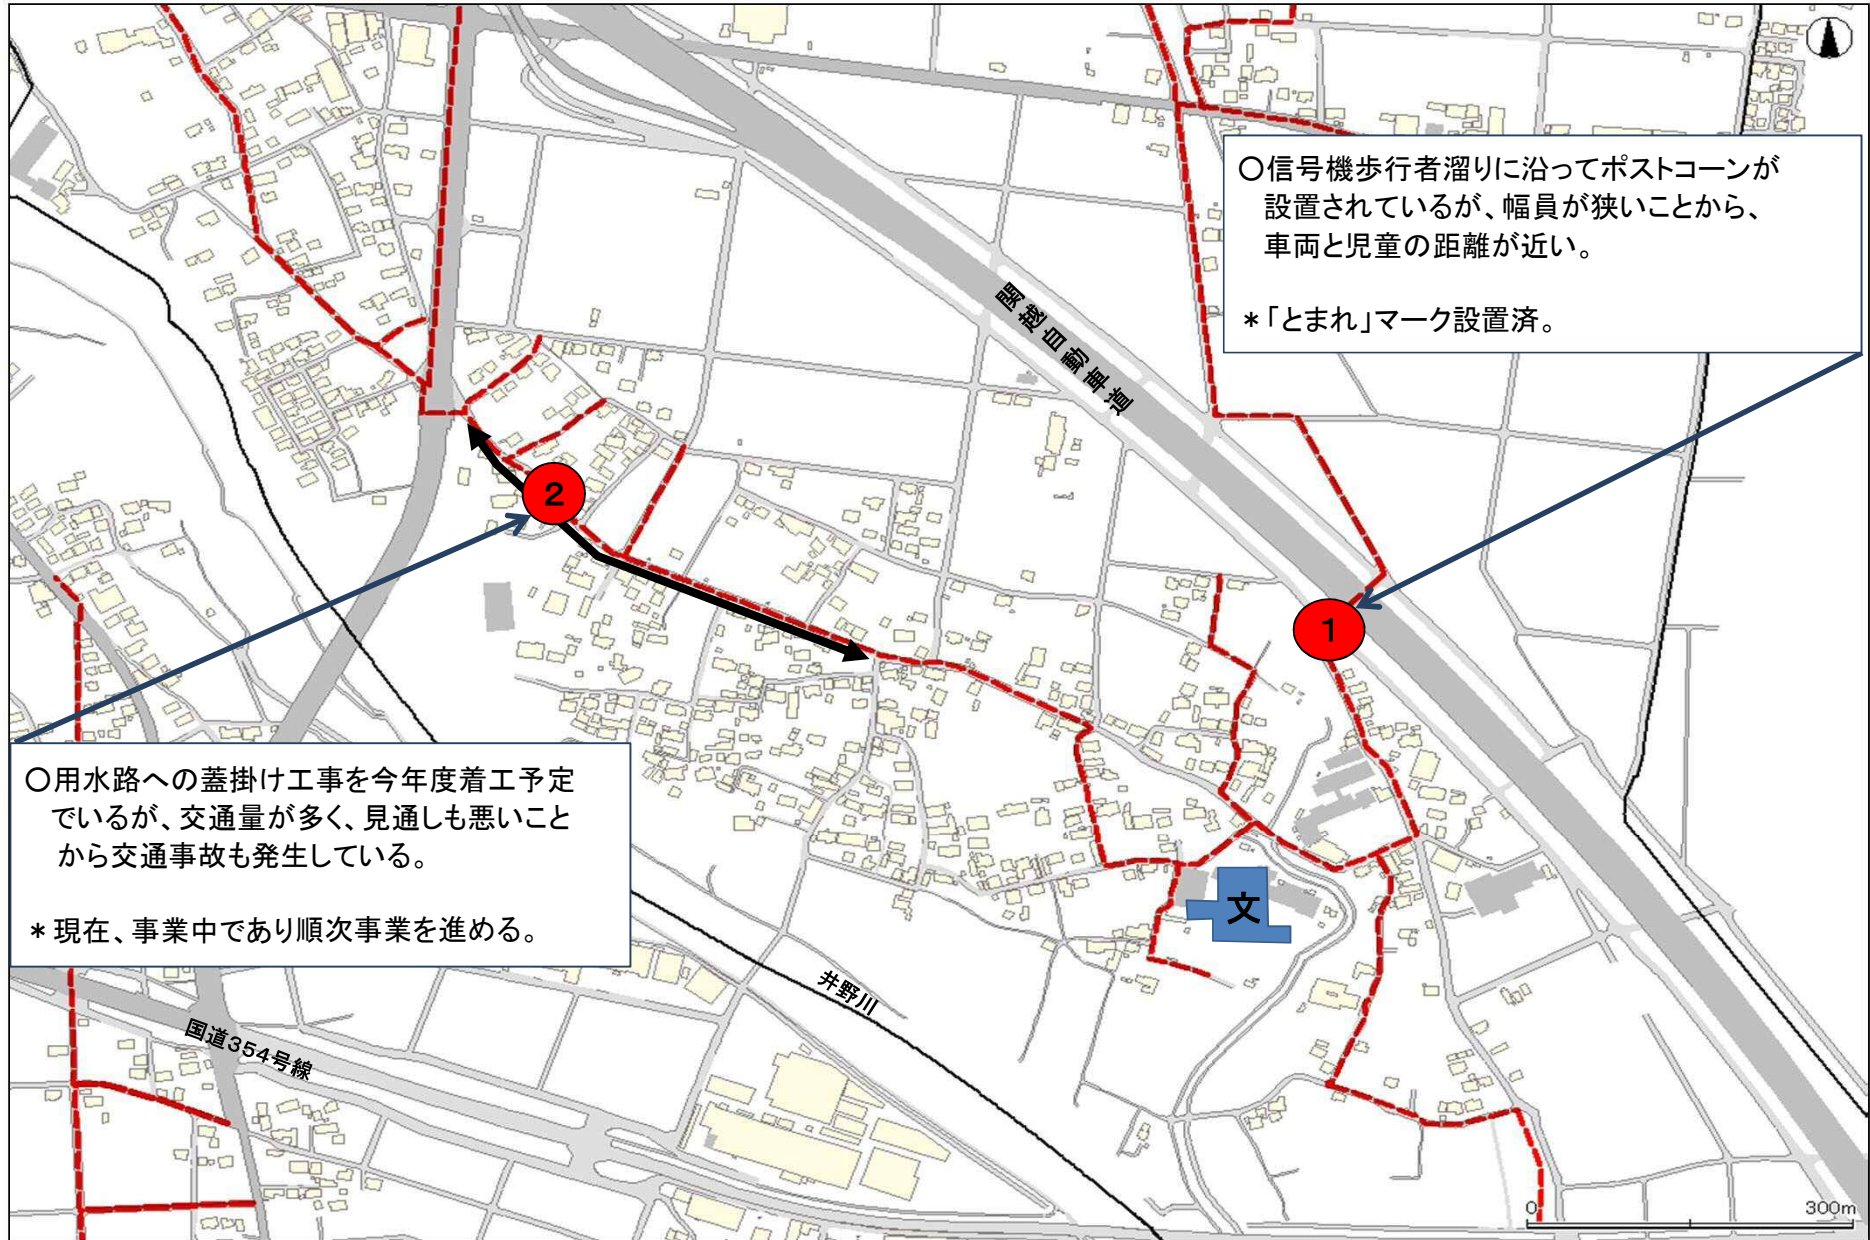 〇信号機歩行者溜りに沿ってポストコーンが
設置されているが、幅員が狭いことから、
車両と児童の距離が近い。
＊「とまれ」マーク設置済。
関越自動車道
2
1
〇用水路への蓋掛け工事を今年度着工予定
でいるが、交通量が多く、見通しも悪いこと
から交通事故も発生している。
＊現在、事業中であり順次事業を進める。
文
井野川
国道354号線
0 300m